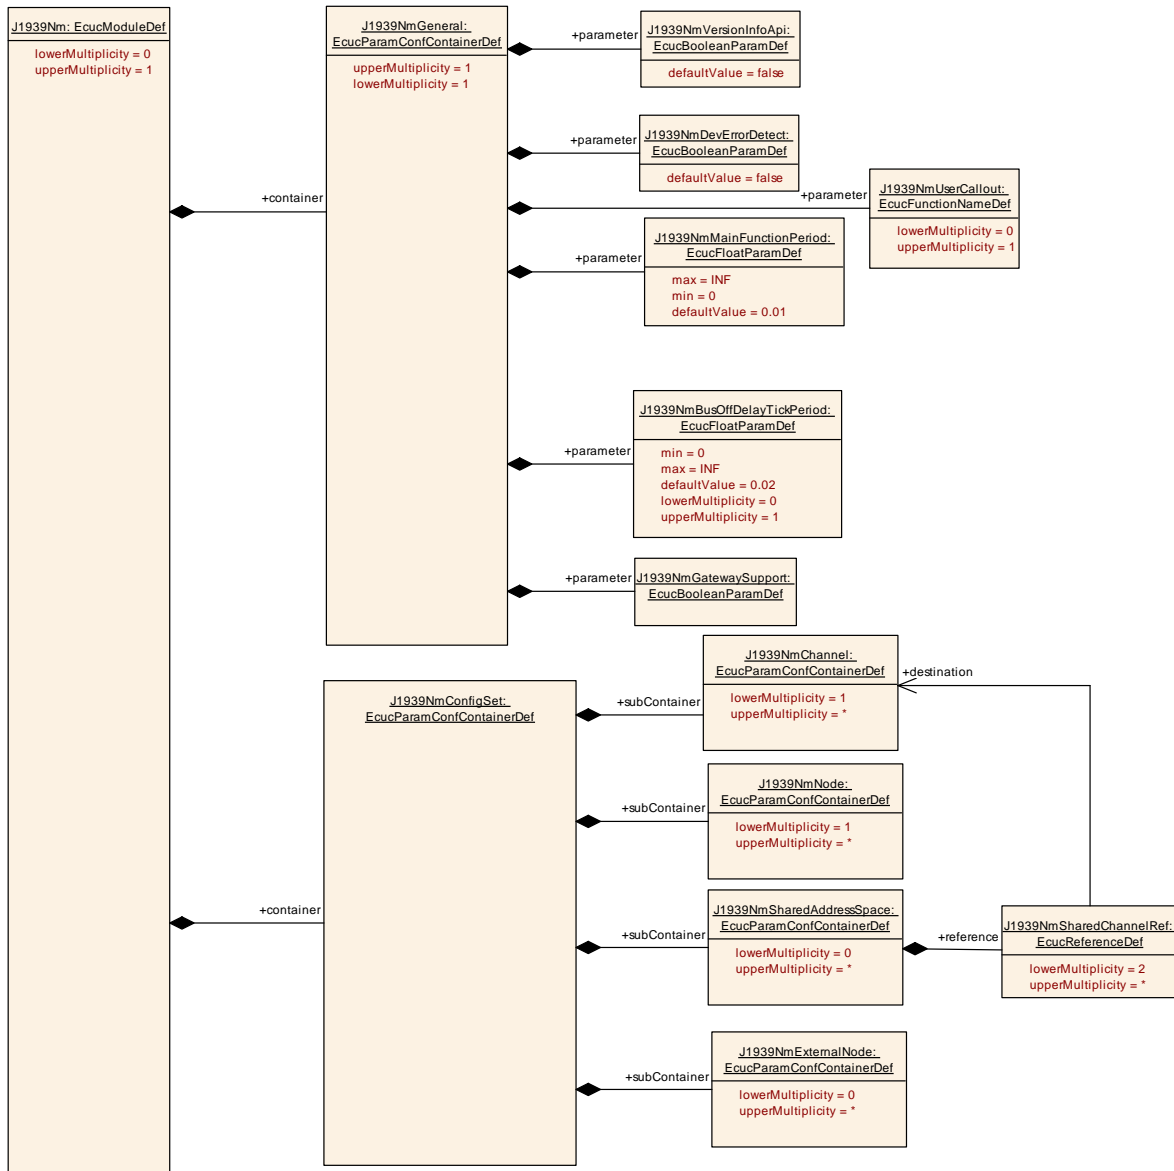 J1939Nm: EcucModuleDef
lowerMultiplicity = 0
upperMultiplicity = 1
+container
J1939NmGeneral:
EcucParamConfContainerDef
upperMultiplicity = 1
lowerMultiplicity = 1
+parameter
J1939NmVersionInfoApi:
EcucBooleanParamDef
defaultValue = false
+parameter
J1939NmDevErrorDetect:
EcucBooleanParamDef
defaultValue = false
+parameter
J1939NmUserCallout:
EcucFunctionNameDef
lowerMultiplicity = 0
upperMultiplicity = 1
+parameter
J1939NmMainFunctionPeriod:
EcucFloatParamDef
max = INF
min = 0
defaultValue = 0.01
+parameter
J1939NmBusOffDelayTickPeriod:
EcucFloatParamDef
min = 0
max = INF
defaultValue = 0.02
lowerMultiplicity = 0
upperMultiplicity = 1
+parameter
J1939NmGatewaySupport:
EcucBooleanParamDef
+container
J1939NmConfigSet:
EcucParamConfContainerDef
+subContainer
J1939NmChannel:
EcucParamConfContainerDef
lowerMultiplicity = 1
upperMultiplicity = *
+destination
+subContainer
J1939NmNode:
EcucParamConfContainerDef
lowerMultiplicity = 1
upperMultiplicity = *
+subContainer
J1939NmSharedAddressSpace:
EcucParamConfContainerDef
lowerMultiplicity = 0
upperMultiplicity = *
+reference
J1939NmSharedChannelRef:
EcucReferenceDef
lowerMultiplicity = 2
upperMultiplicity = *
+subContainer
J1939NmExternalNode:
EcucParamConfContainerDef
lowerMultiplicity = 0
upperMultiplicity = *